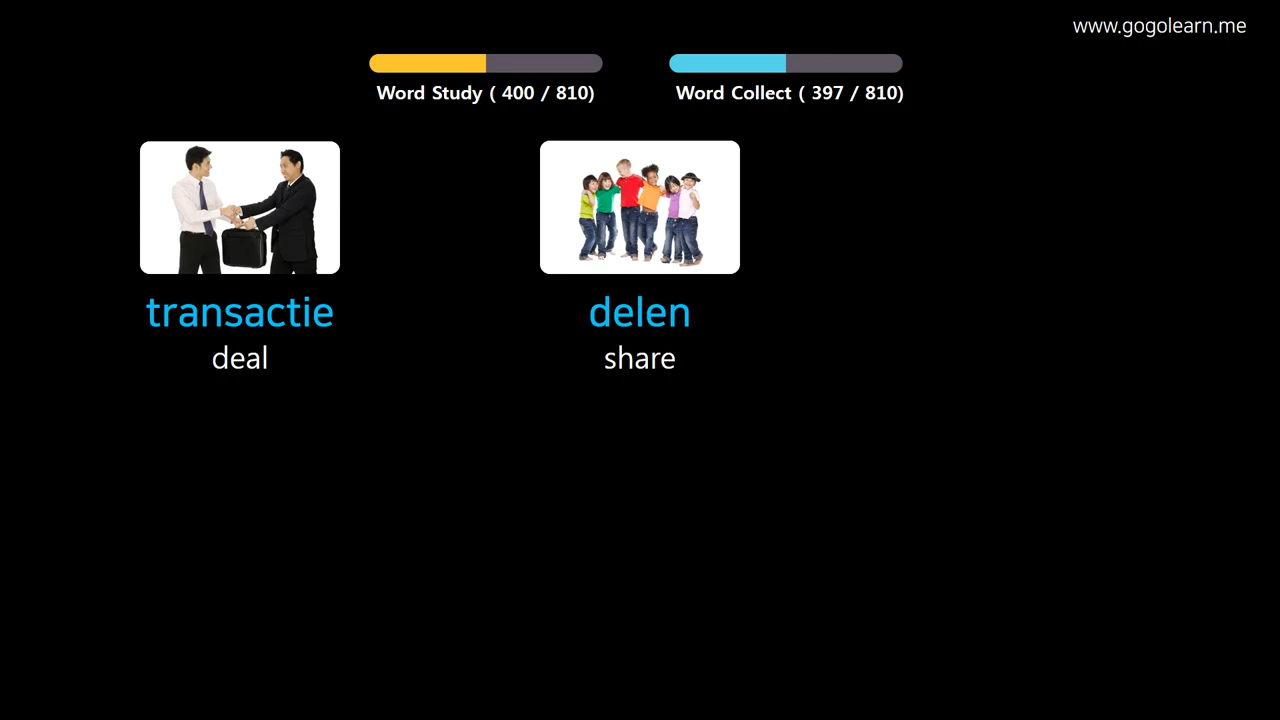 www.gogolearn.me
Word Study ( 400 / 810)
Word Collect ( 397 / 810)
transactie
deal
delen
share